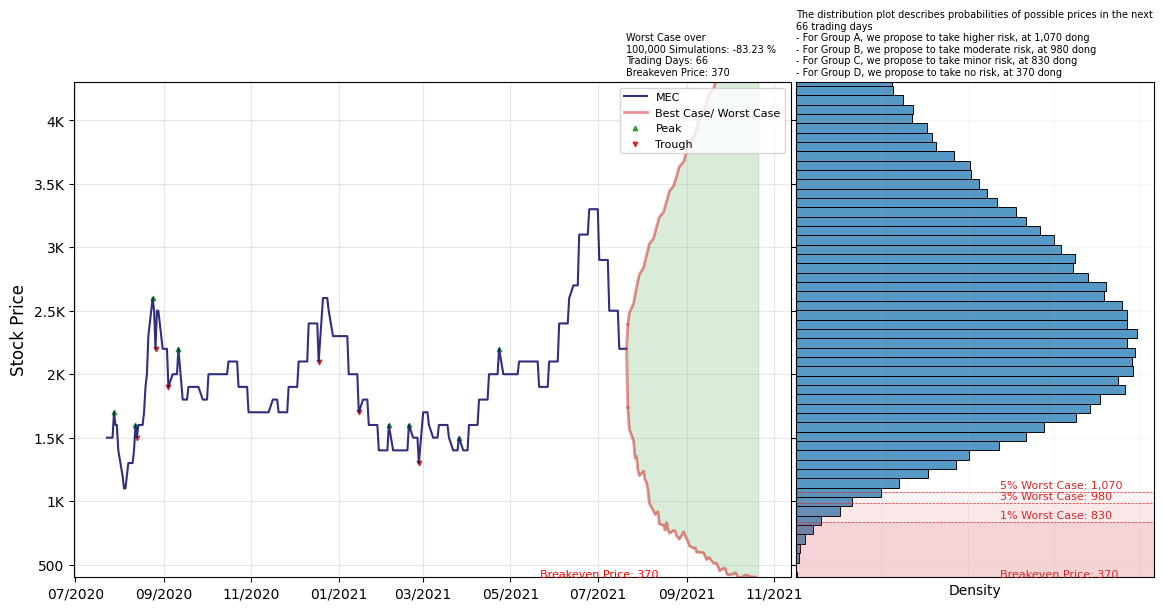 The distribution plot describes probabilities of possible prices in the next
66 trading days
- For Group A, we propose to take higher risk, at 1,070 dong
- For Group B, we propose to take moderate risk, at 980 dong
- For Group C, we propose to take minor risk, at 830 dong
- For Group D, we propose to take no risk, at 370 dong
Worst Case over
100,000 Simulations: -83.23 %
Trading Days: 66
Breakeven Price: 370
MEC
Best Case/ Worst Case
Peak
Trough
Stock Price
4K
3.5K
3K
2.5K
2K
1.5K
1K
500
5% Worst Case: 1,070
3% Worst Case: 980
1% Worst Case: 830
Breakeven Price: 370
Breakeven Price: 370
07/2020
09/2020
11/2020
01/2021
03/2021
05/2021
07/2021
09/2021
11/2021
Density